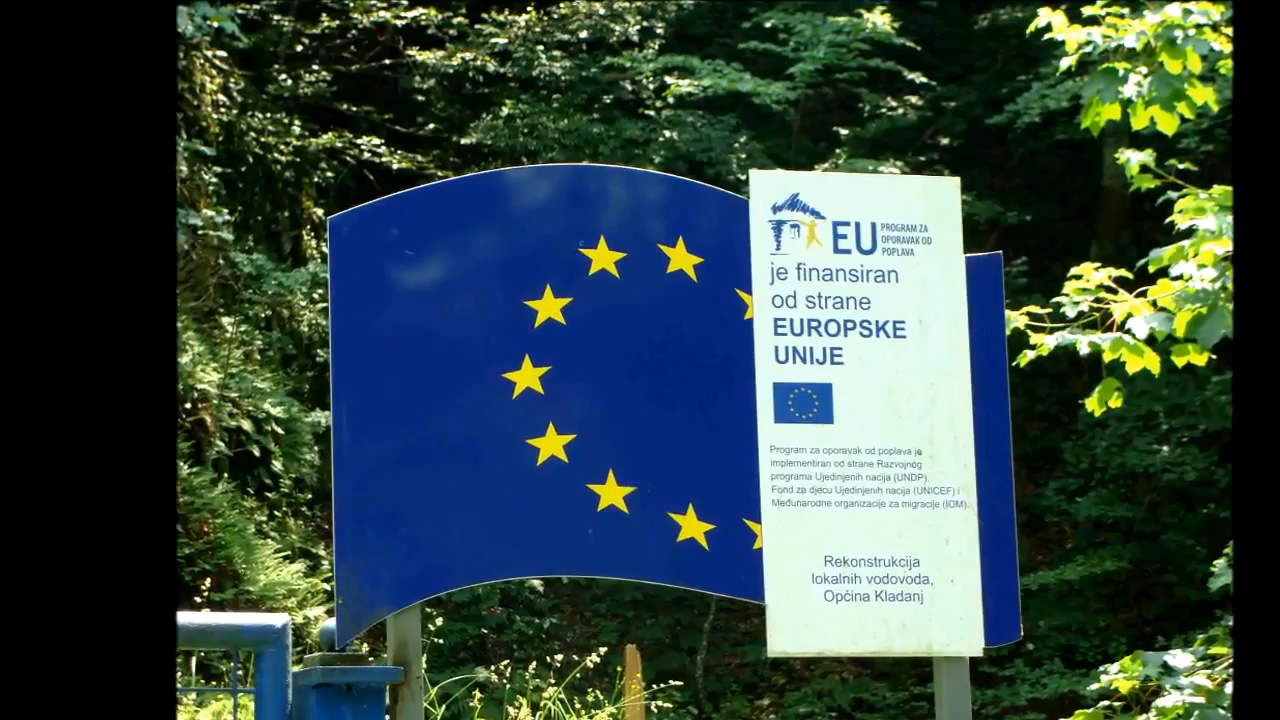 EU PROGRAM ZA
OPORAVAK OD
POPLAVA
je finansiran
od strane
EUROPSKE
UNIJE
Program za oporavak od poplava je
implementiran od strane Razvojnog
programa Ujedinjenih nacija (UNDP),
Fond za djecu Ujedinjenih nacija (UNICEF) i
Međunarodne organizacije za migracije (IOM).
Rekonstrukcija
lokalnih vodovoda,
Općina Kladanj